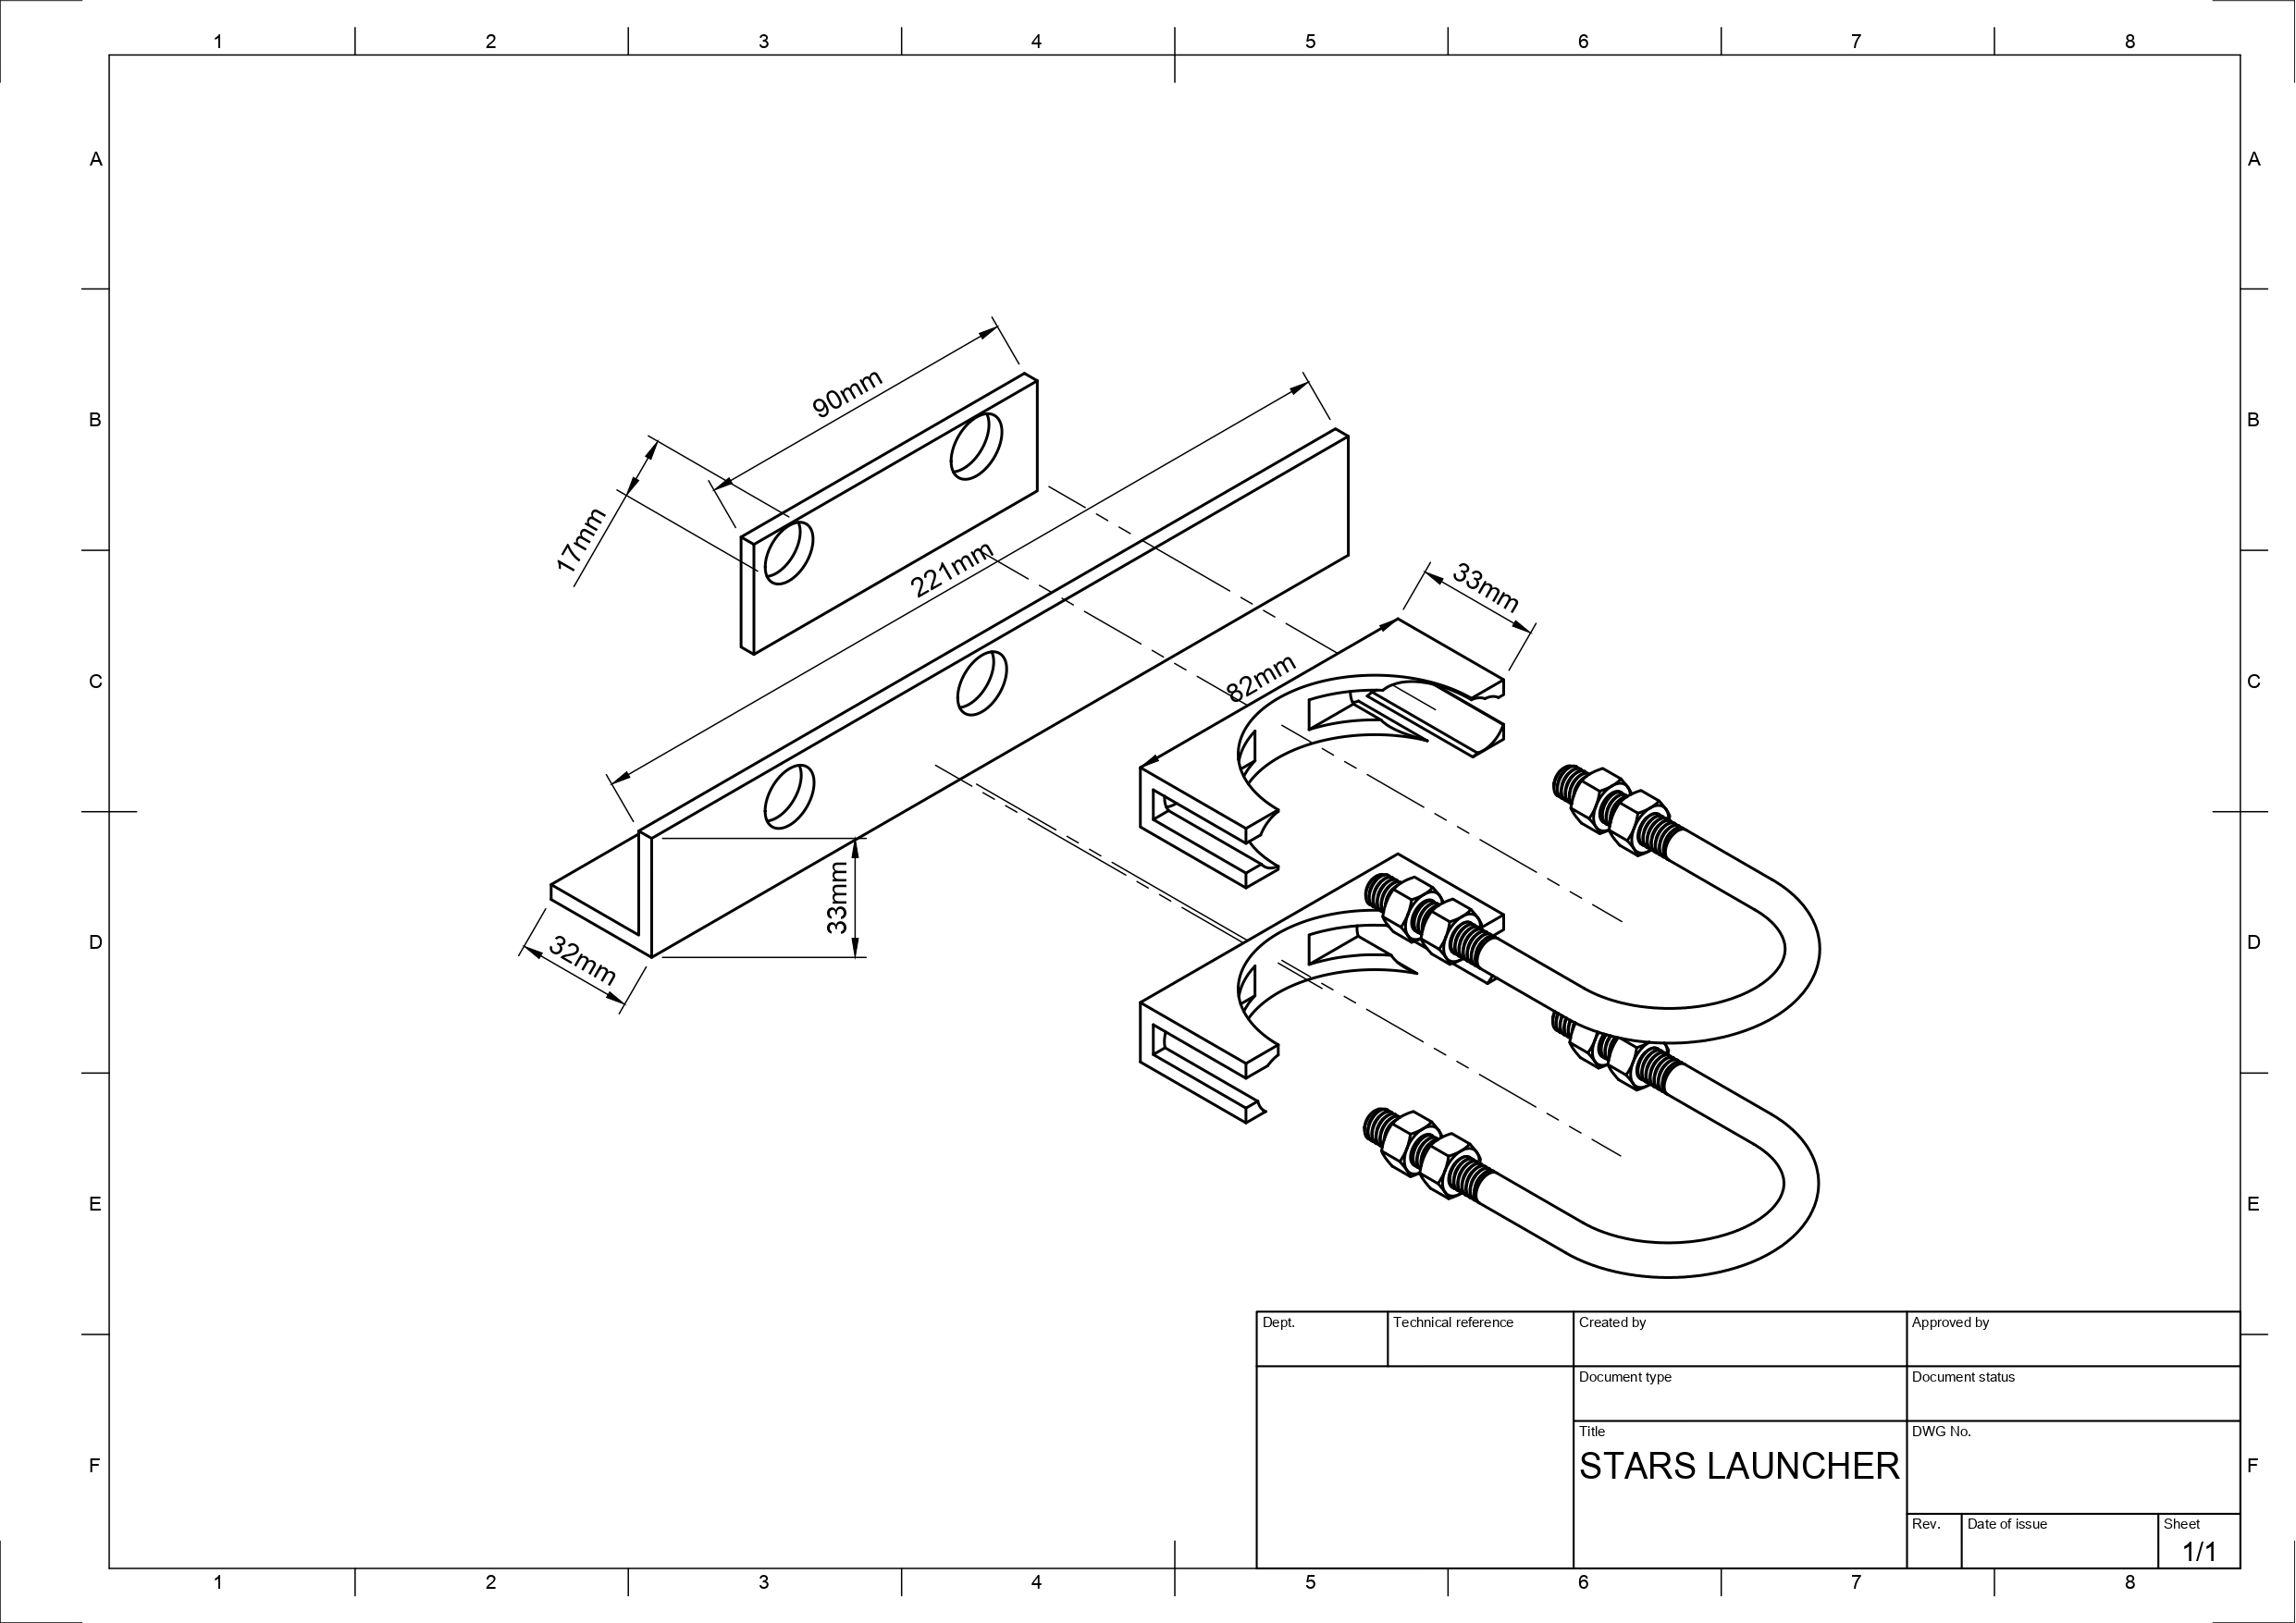 1 2 3 4 5 6 7 8
A A
90mm
B B
17mm
221mm
33mm
C C
82mm
33mm
D D
32mm
E E
Dept. Technical reference Created by Approved by
Document type Document status
Title DWG No.
STARS LAUNCHER
F F
Rev. Date of issue Sheet
1/1
1 2 3 4 5 6 7 8